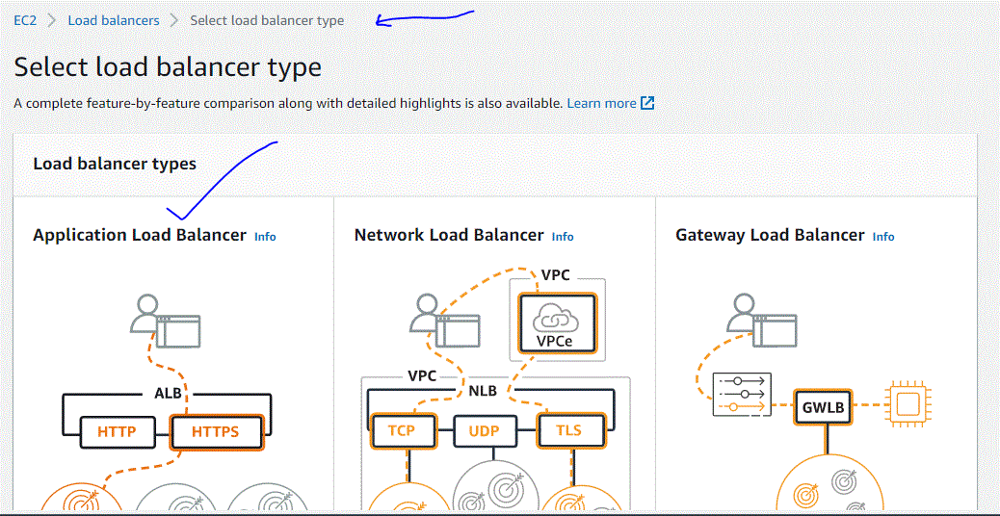 EC2 > Load balancers > Select load balancer type
Select load balancer type
A complete feature-by-feature comparison along with detailed highlights is also available. Learn more
Load balancer types
Application Load Balancer Info
ALB
HTTP HTTPS
Network Load Balancer Info
VPC
VPCe
VPC
NLB
TCP UDP TLS
Gateway Load Balancer Info
GWLB